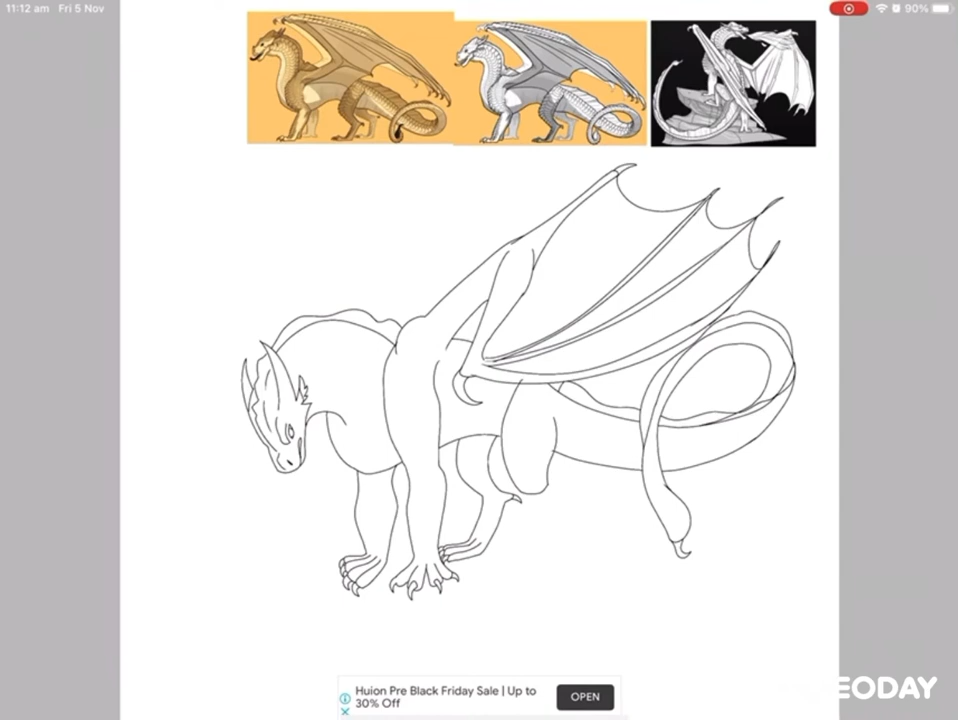 11:12 am Fri 5 Nov
90%
Huion Pre Black Friday Sale | Up to
30% Off
OPEN
EODAY